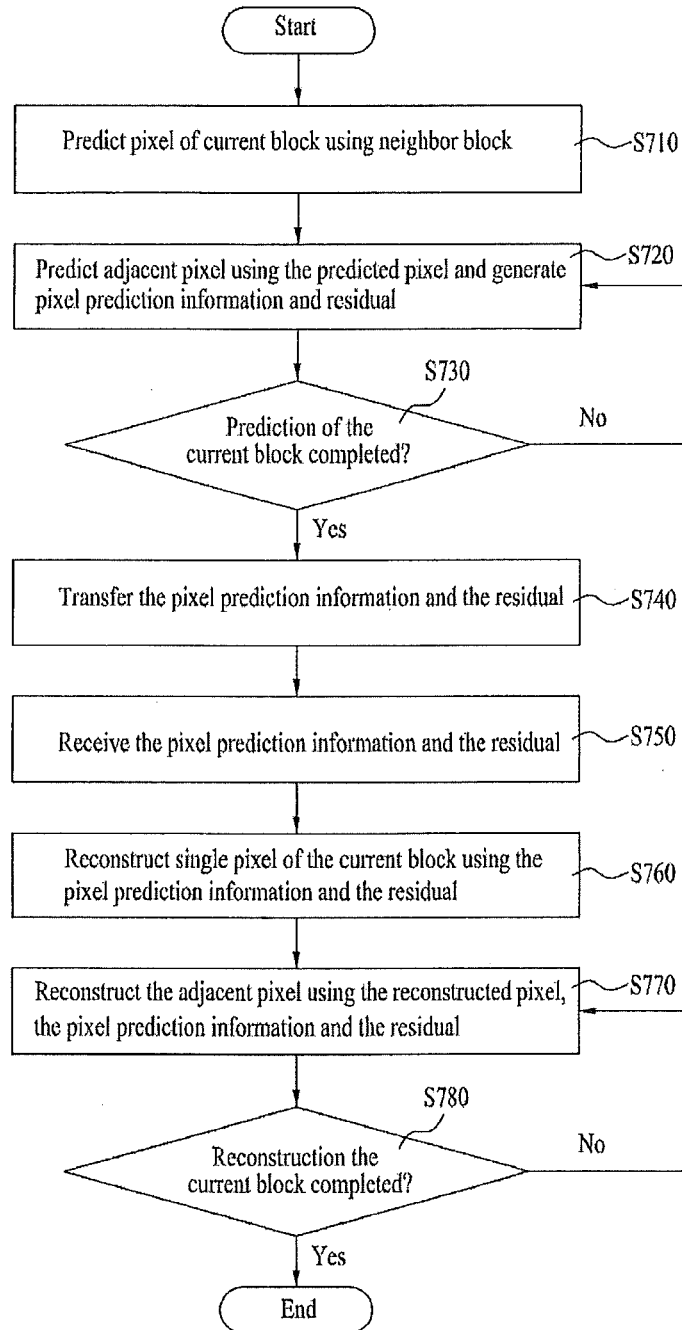 Start
Predict pixel of current block using neighbor block
S710
Predict adjacent pixel using the predicted pixel and generate
pixel prediction information and residual
S720
S730
Prediction of the
current block completed?
No
Yes
Transfer the pixel prediction information and the residual
S740
Receive the pixel prediction information and the residual
S750
Reconstruct single pixel of the current block using the
pixel prediction information and the residual
S760
Reconstruct the adjacent pixel using the reconstructed pixel,
the pixel prediction information and the residual
S770
S780
Reconstruction the
current block completed?
No
Yes
End